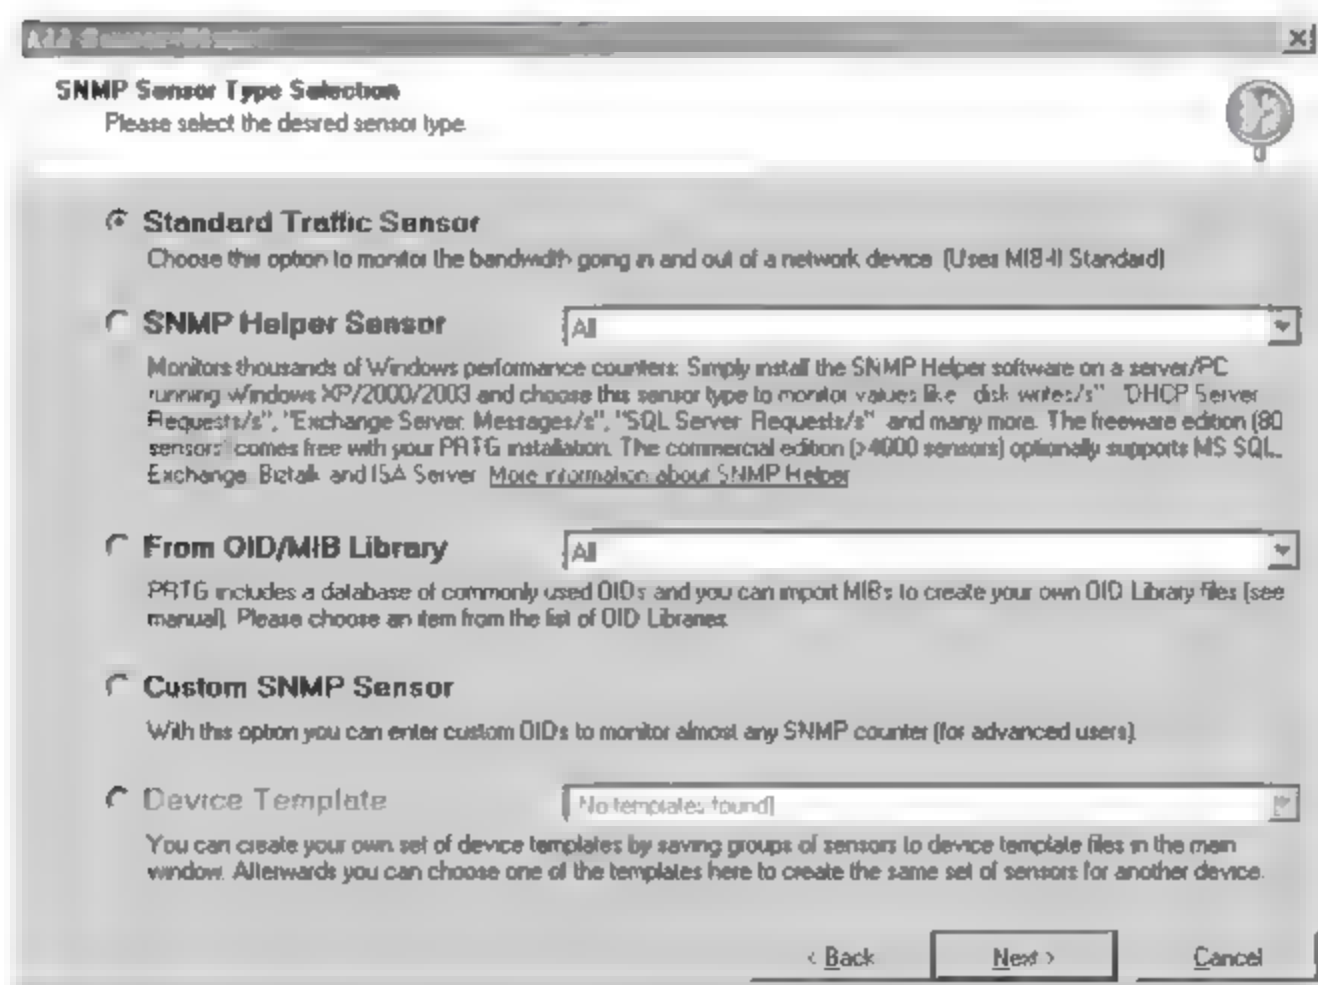 Add
SNMP Sensor Type Selection
Please select the desired sensor type
Standard Traffic Sensor
Choose this option to monitor the bandwidth going in and out of a network device (Uses MIB-II Standard)
SNMP Helper Sensor
All
Monitors thousands of Windows performance counters. Simply install the SNMP Helper software on a server/PC
running Windows XP/2000/2003 and choose this sensor type to monitor values like "disk writes/s" "DHCP Server
Requests/s", "Exchange Server Messages/s", "SQL Server Requests/s" and many more. The freeware edition (80
sensors) comes free with your PRTG installation. The commercial edition (>4000 sensors) optionally supports MS SQL,
Exchange, Biztalk and ISA Server More information about SNMP Helper
From OID/MIB Library
All
PRTG includes a database of commonly used OIDs and you can import MIBs to create your own OID Library files (see
manual). Please choose an item from the list of OID Libraries
Custom SNMP Sensor
With this option you can enter custom OIDs to monitor almost any SNMP counter (for advanced users)
Device Template
No templates found]
You can create your own set of device templates by saving groups of sensors to device template files in the main
window. Afterwards you can choose one of the templates here to create the same set of sensors for another device.
< Back
Next >
Cancel